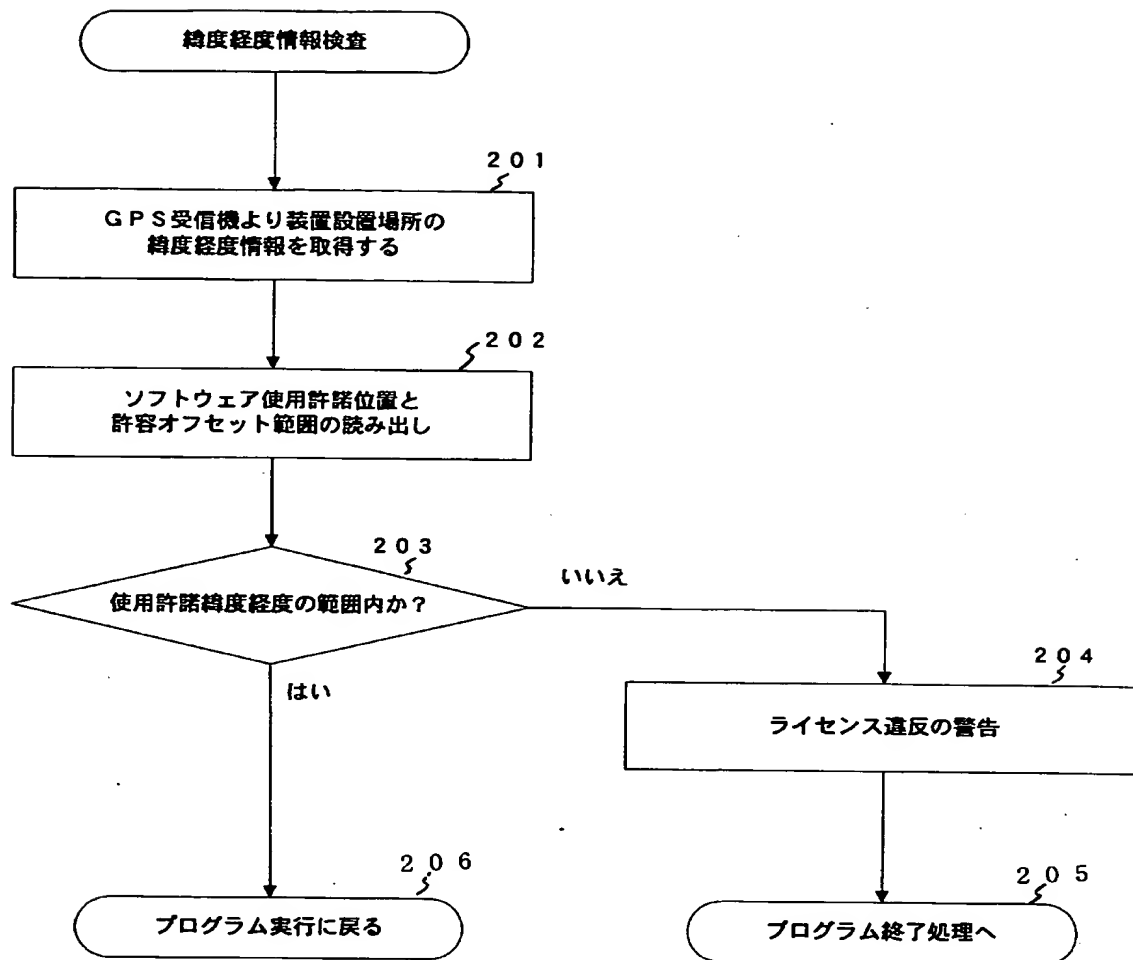 緯度経度情報検査
２０１
ＧＰＳ受信機より装置設置場所の
緯度経度情報を取得する
２０２
ソフトウェア使用許諾位置と
許容オフセット範囲の読み出し
２０３
使用許諾緯度経度の範囲内か？
いいえ
はい
２０４
ライセンス違反の警告
２０６
プログラム実行に戻る
２０５
プログラム終了処理へ